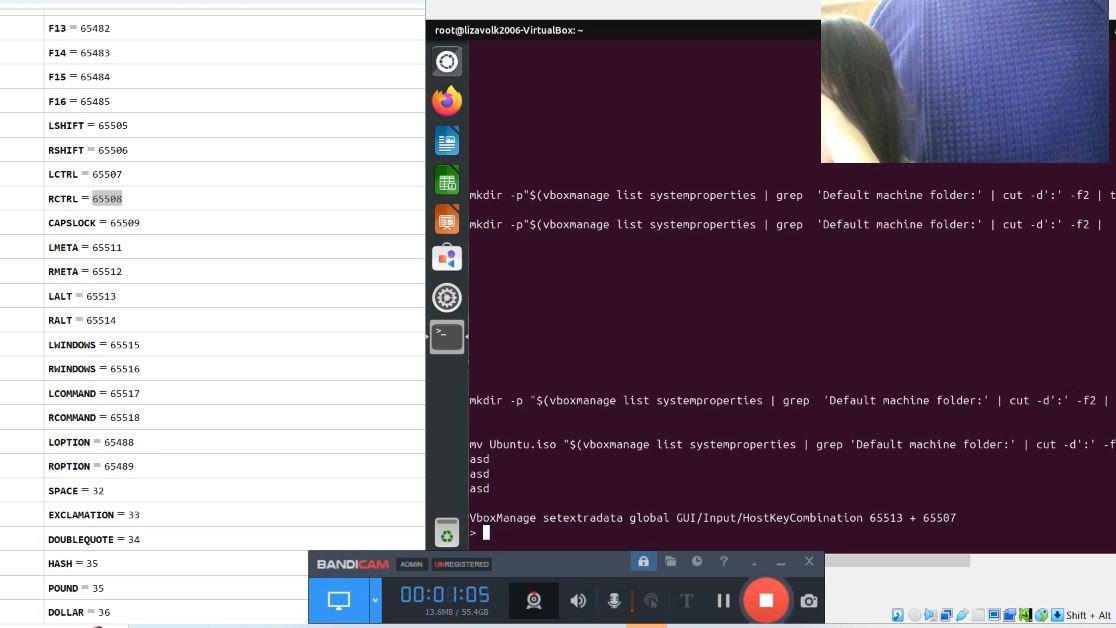 F13 = 65482
F14 = 65483
F15 = 65484
F16 = 65485
LSHIFT = 65505
RSHIFT = 65506
LCTRL = 65507
RCTRL = 65508
CAPSLOCK = 65509
LMETA = 65511
RMETA = 65512
LALT = 65513
RALT = 65514
LWINDOWS = 65515
RWINDOWS = 65516
LCOMMAND = 65517
RCOMMAND = 65518
LOPTION = 65488
ROPTION = 65489
SPACE = 32
EXCLAMATION = 33
DOUBLEQUOTE = 34
HASH = 35
POUND = 35
DOLLAR = 36
root@lizavolk2006-VirtualBox: ~
mkdir -p"$(vboxmanage list systemproperties | grep  'Default machine folder:' | cut -d':' -f2 | t
mkdir -p"$(vboxmanage list systemproperties | grep  'Default machine folder:' | cut -d':' -f2 |
mkdir -p "$(vboxmanage list systemproperties | grep  'Default machine folder:' | cut -d':' -f2 |
mv Ubuntu.iso "$(vboxmanage list systemproperties | grep 'Default machine folder:' | cut -d':' -f
asd
asd
asd
VboxManage setextradata global GUI/Input/HostKeyCombination 65513 + 65507
>
BANDICAM ADMIN UNREGISTERED
00:01:05
13.6MB / 55.4GB
Shift + Alt